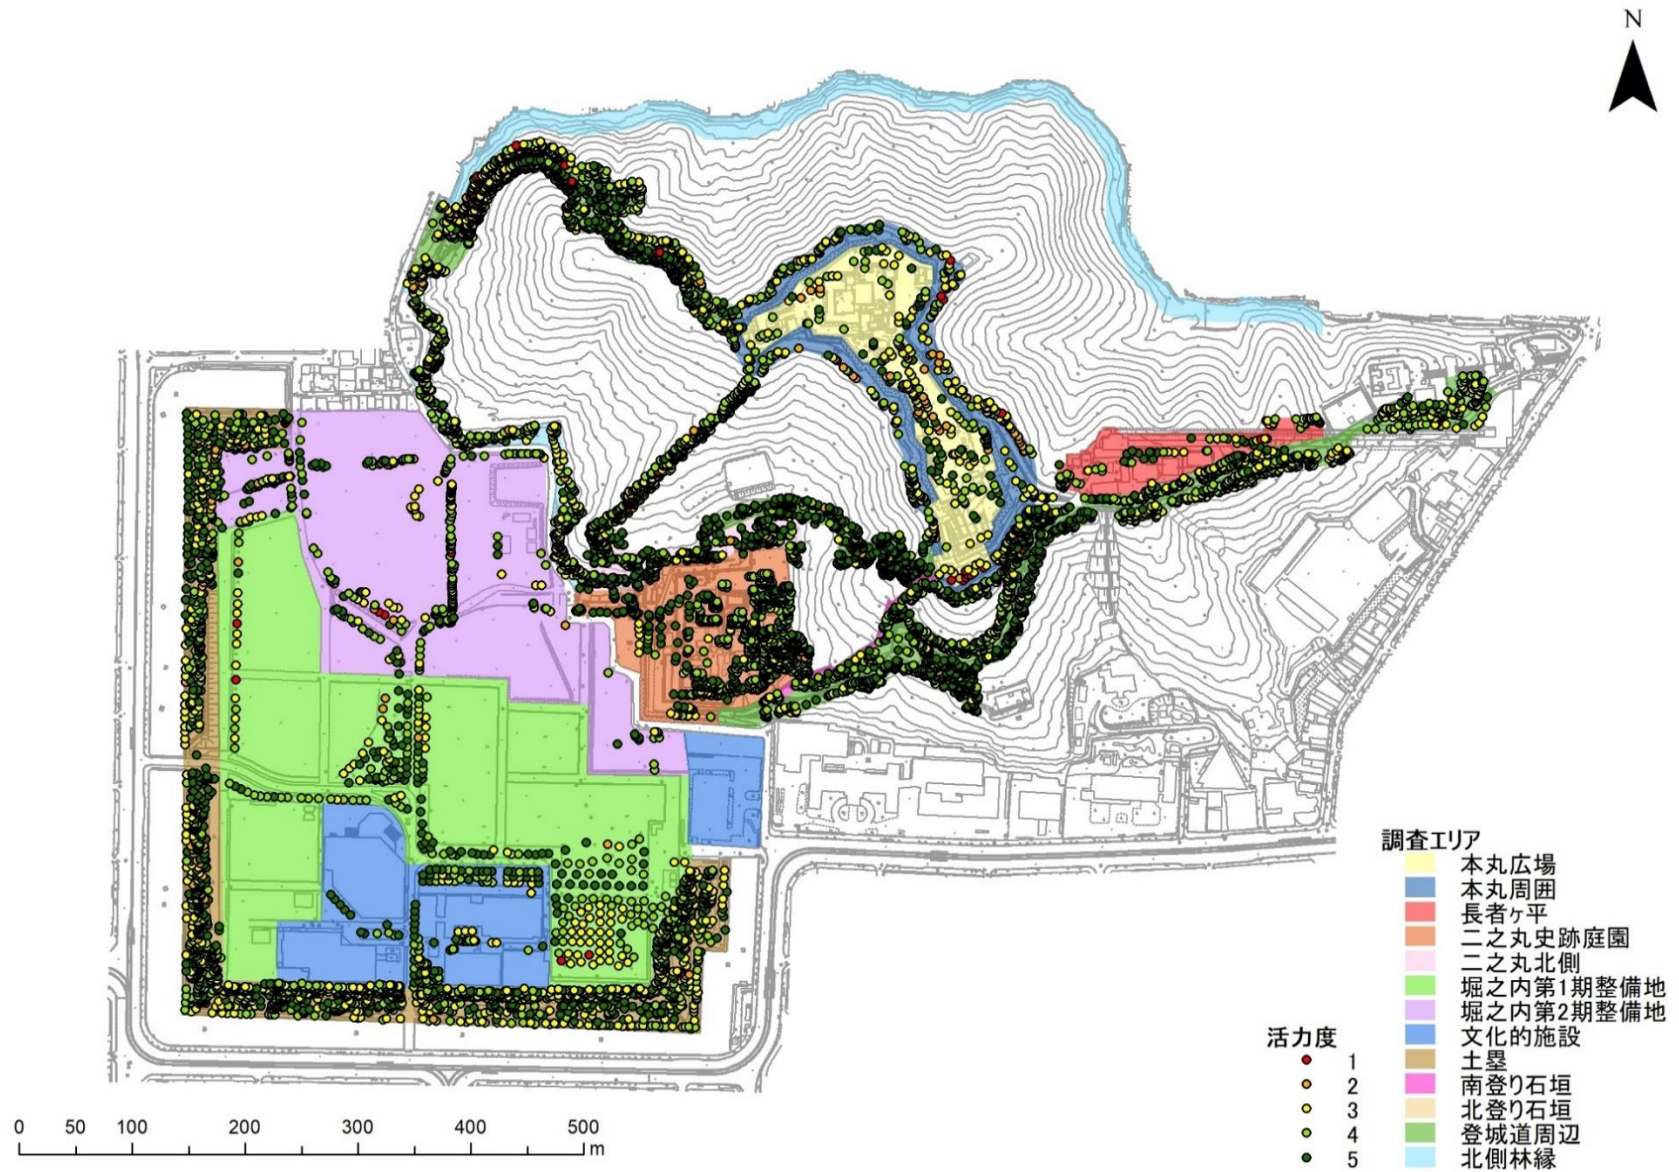 N
調査エリア
本丸広場
本丸周囲
長者ヶ平
二之丸史跡庭園
二之丸北側
堀之内第1期整備地
堀之内第2期整備地
文化的施設
土塁
南登り石垣
北登り石垣
登城道周辺
北側林縁
活力度
1
2
3
4
5
0 50 100 200 300 400 500
m